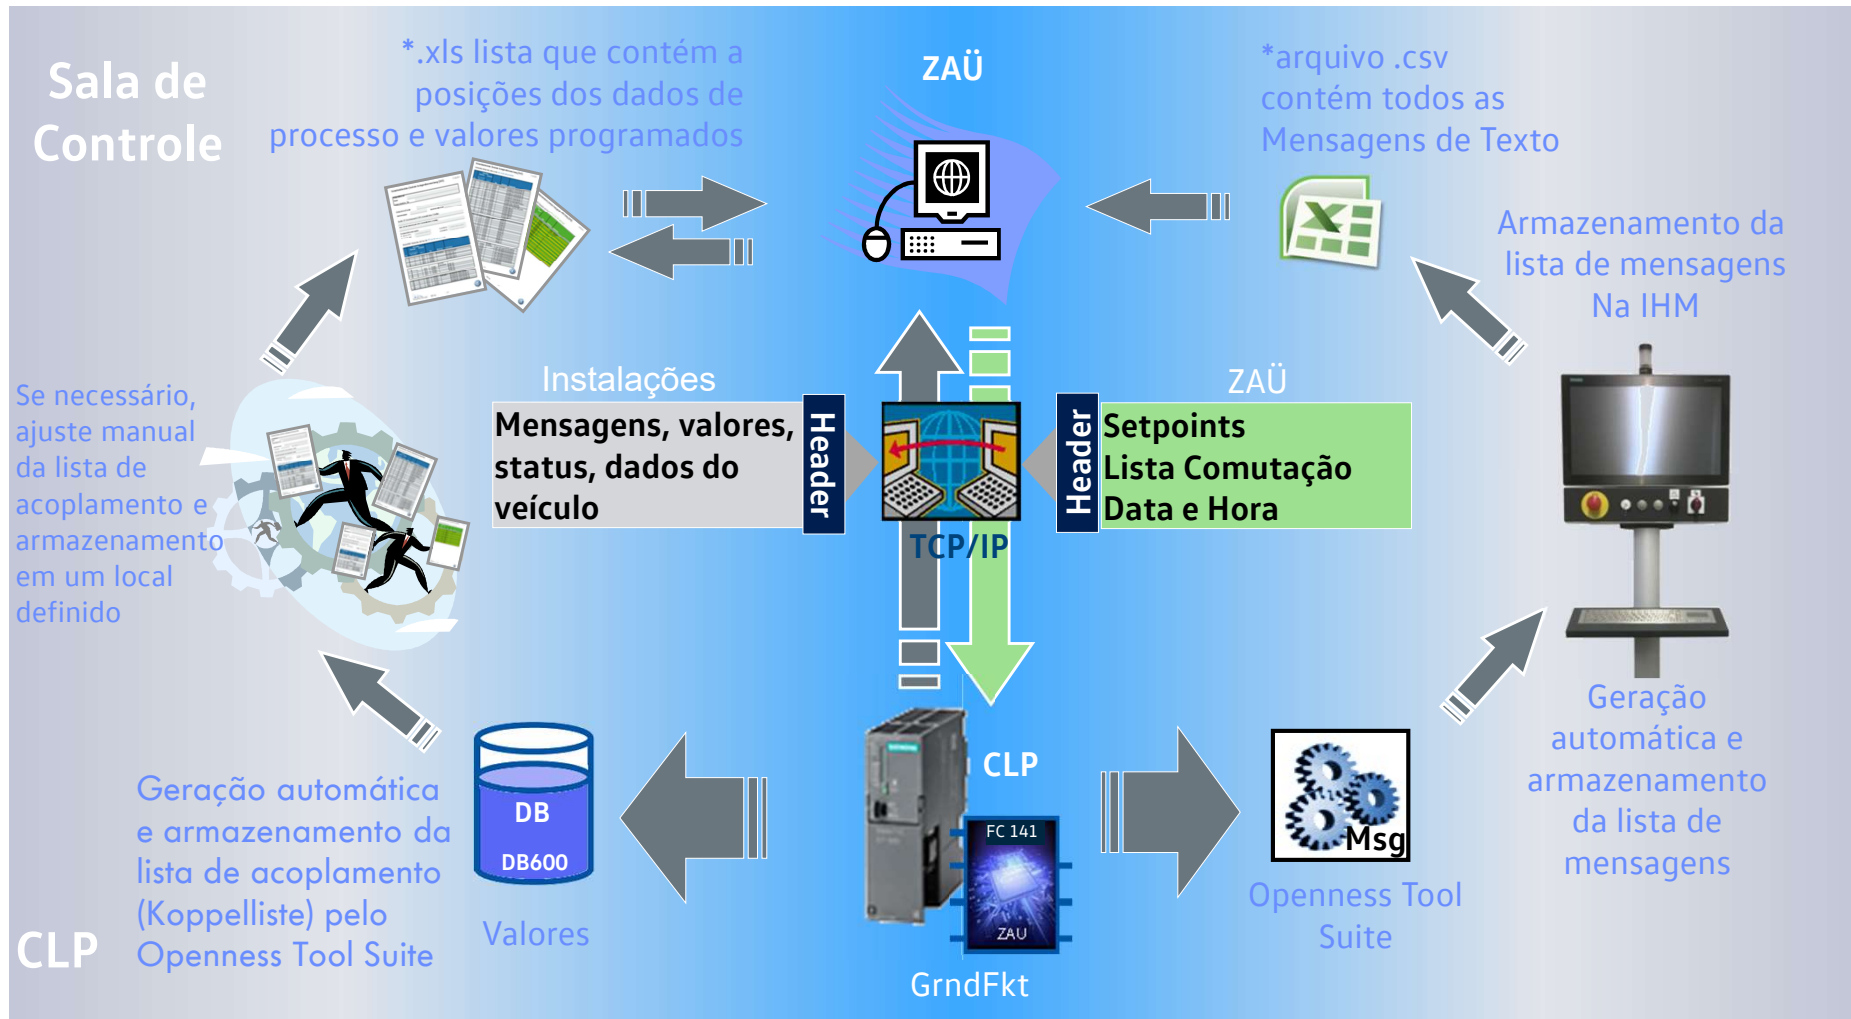 Sala de
Controle
*.xls lista que contém a
posições dos dados de
processo e valores programados
ZAÜ
*arquivo .csv
contém todos as
Mensagens de Texto
Armazenamento da
lista de mensagens
Na IHM
Se necessário,
ajuste manual
da lista de
acoplamento e
armazenamento
em um local
definido
Instalações
Mensagens, valores,
status, dados do
veículo
Header
TCP/IP
ZAÜ
Header
Setpoints
Lista Comutação
Data e Hora
Geração
automática e
armazenamento
da lista de
mensagens
Geração automática
e armazenamento da
lista de acoplamento
(Koppelliste) pelo
Openness Tool Suite
DB
DB600
Valores
SIEMENS
CLP
FC 141
ZAU
GrndFkt
Msg
Openness Tool
Suite
CLP